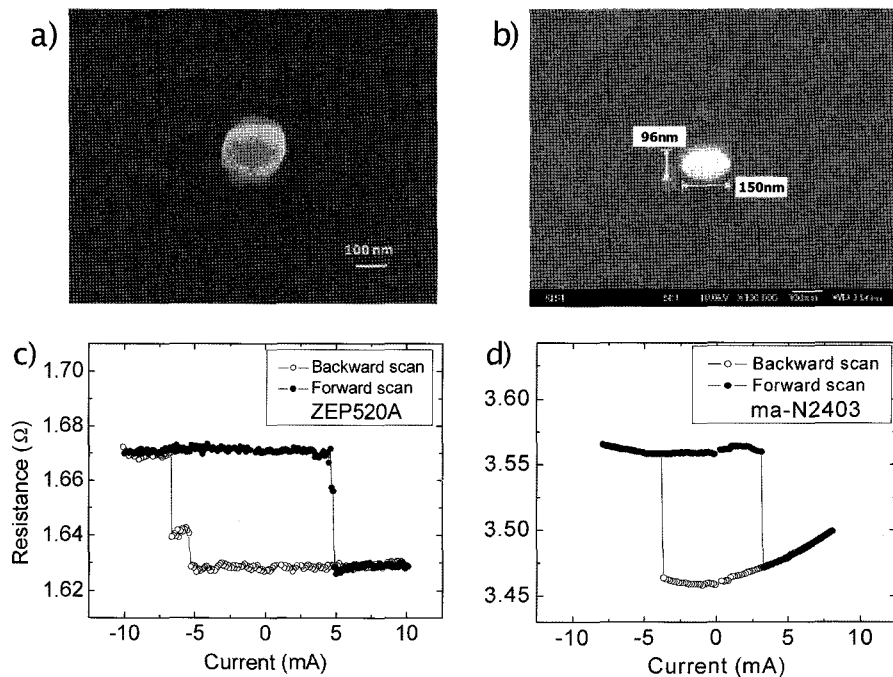 a)
100 nm
b)
96nm
150nm
c)
Backward scan
Forward scan
ZEP520A
1.70
1.68
1.66
1.64
1.62
Resistance (Ω)
-10 -5 0 5 10
Current (mA)
d)
Backward scan
Forward scan
ma-N2403
3.60
3.55
3.50
3.45
-10 -5 0 5 10
Current (mA)